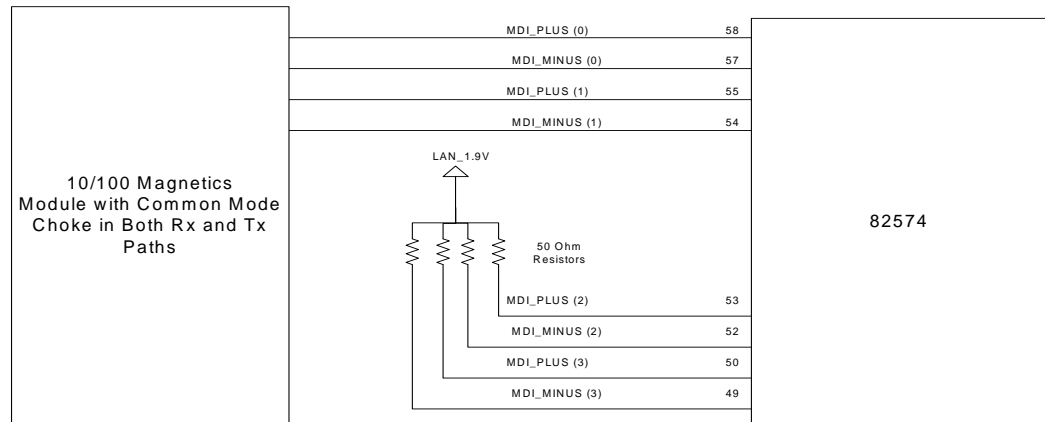 MDI_PLUS (0) 58
MDI_MINUS (0) 57
MDI_PLUS (1) 55
MDI_MINUS (1) 54
LAN_1.9V
10/100 Magnetics
Module with Common Mode
Choke in Both Rx and Tx
Paths
82574
50 Ohm
Resistors
MDI_PLUS (2) 53
MDI_MINUS (2) 52
MDI_PLUS (3) 50
MDI_MINUS (3) 49